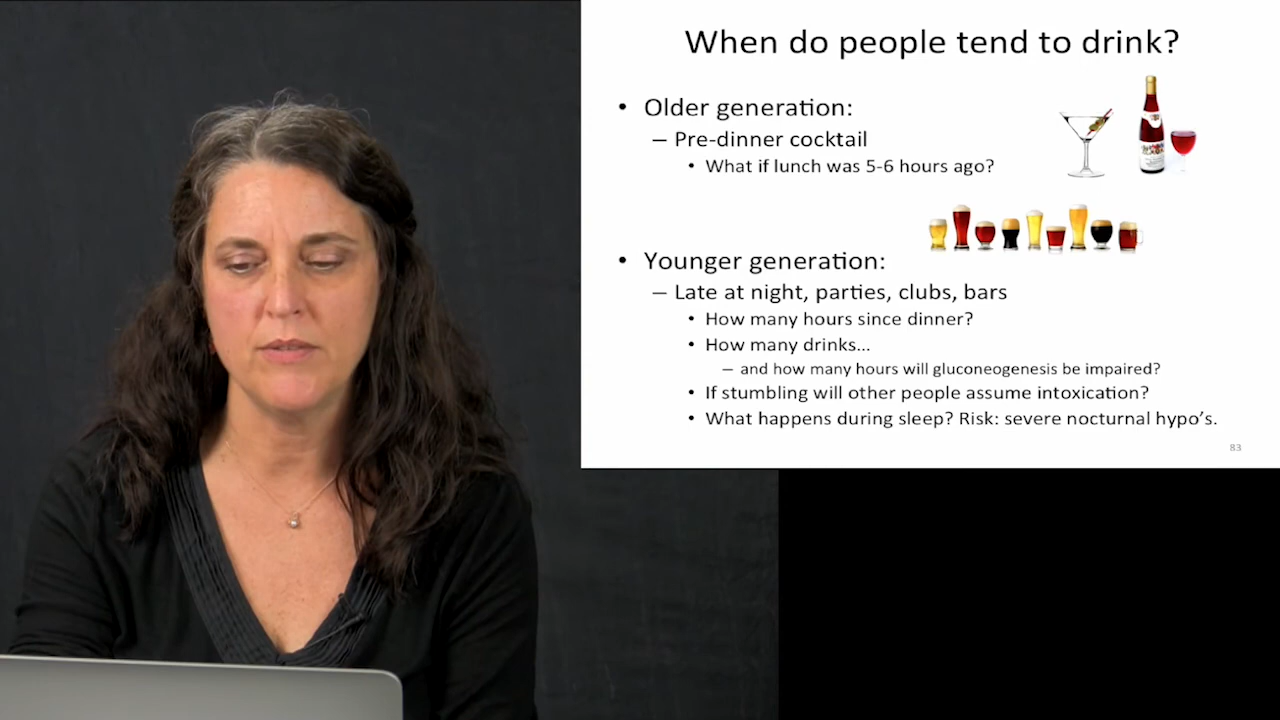 When do people tend to drink?
• Older generation:
– Pre-dinner cocktail
• What if lunch was 5-6 hours ago?
• Younger generation:
– Late at night, parties, clubs, bars
• How many hours since dinner?
• How many drinks...
– and how many hours will gluconeogenesis be impaired?
• If stumbling will other people assume intoxication?
• What happens during sleep? Risk: severe nocturnal hypo's.
83